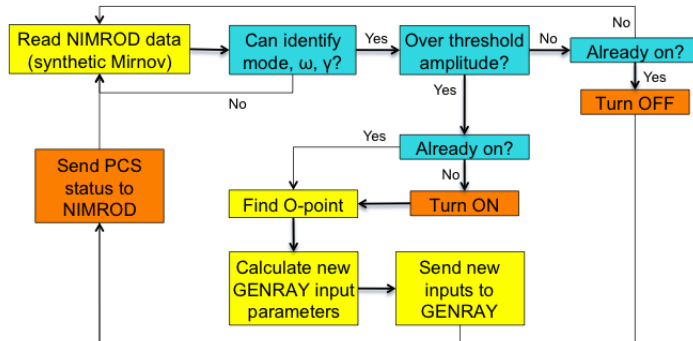 No
Read NIMROD data
(synthetic Mirnov)
Can identify
mode, ω, γ?
Yes
Over threshold
amplitude?
No
Already on?
No
Yes
Yes
Turn OFF
Yes
Already on?
Send PCS
status to
NIMROD
No
Find O-point
Turn ON
Calculate new
GENRAY input
parameters
Send new
inputs to
GENRAY